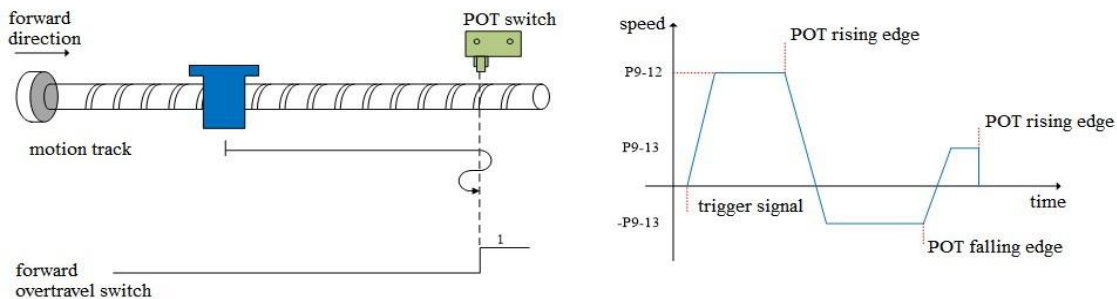 forward
direction
POT switch
motion track
1
forward
overtravel switch
speed
POT rising edge
P9-12
POT rising edge
P9-13
trigger signal
time
-P9-13
POT falling edge